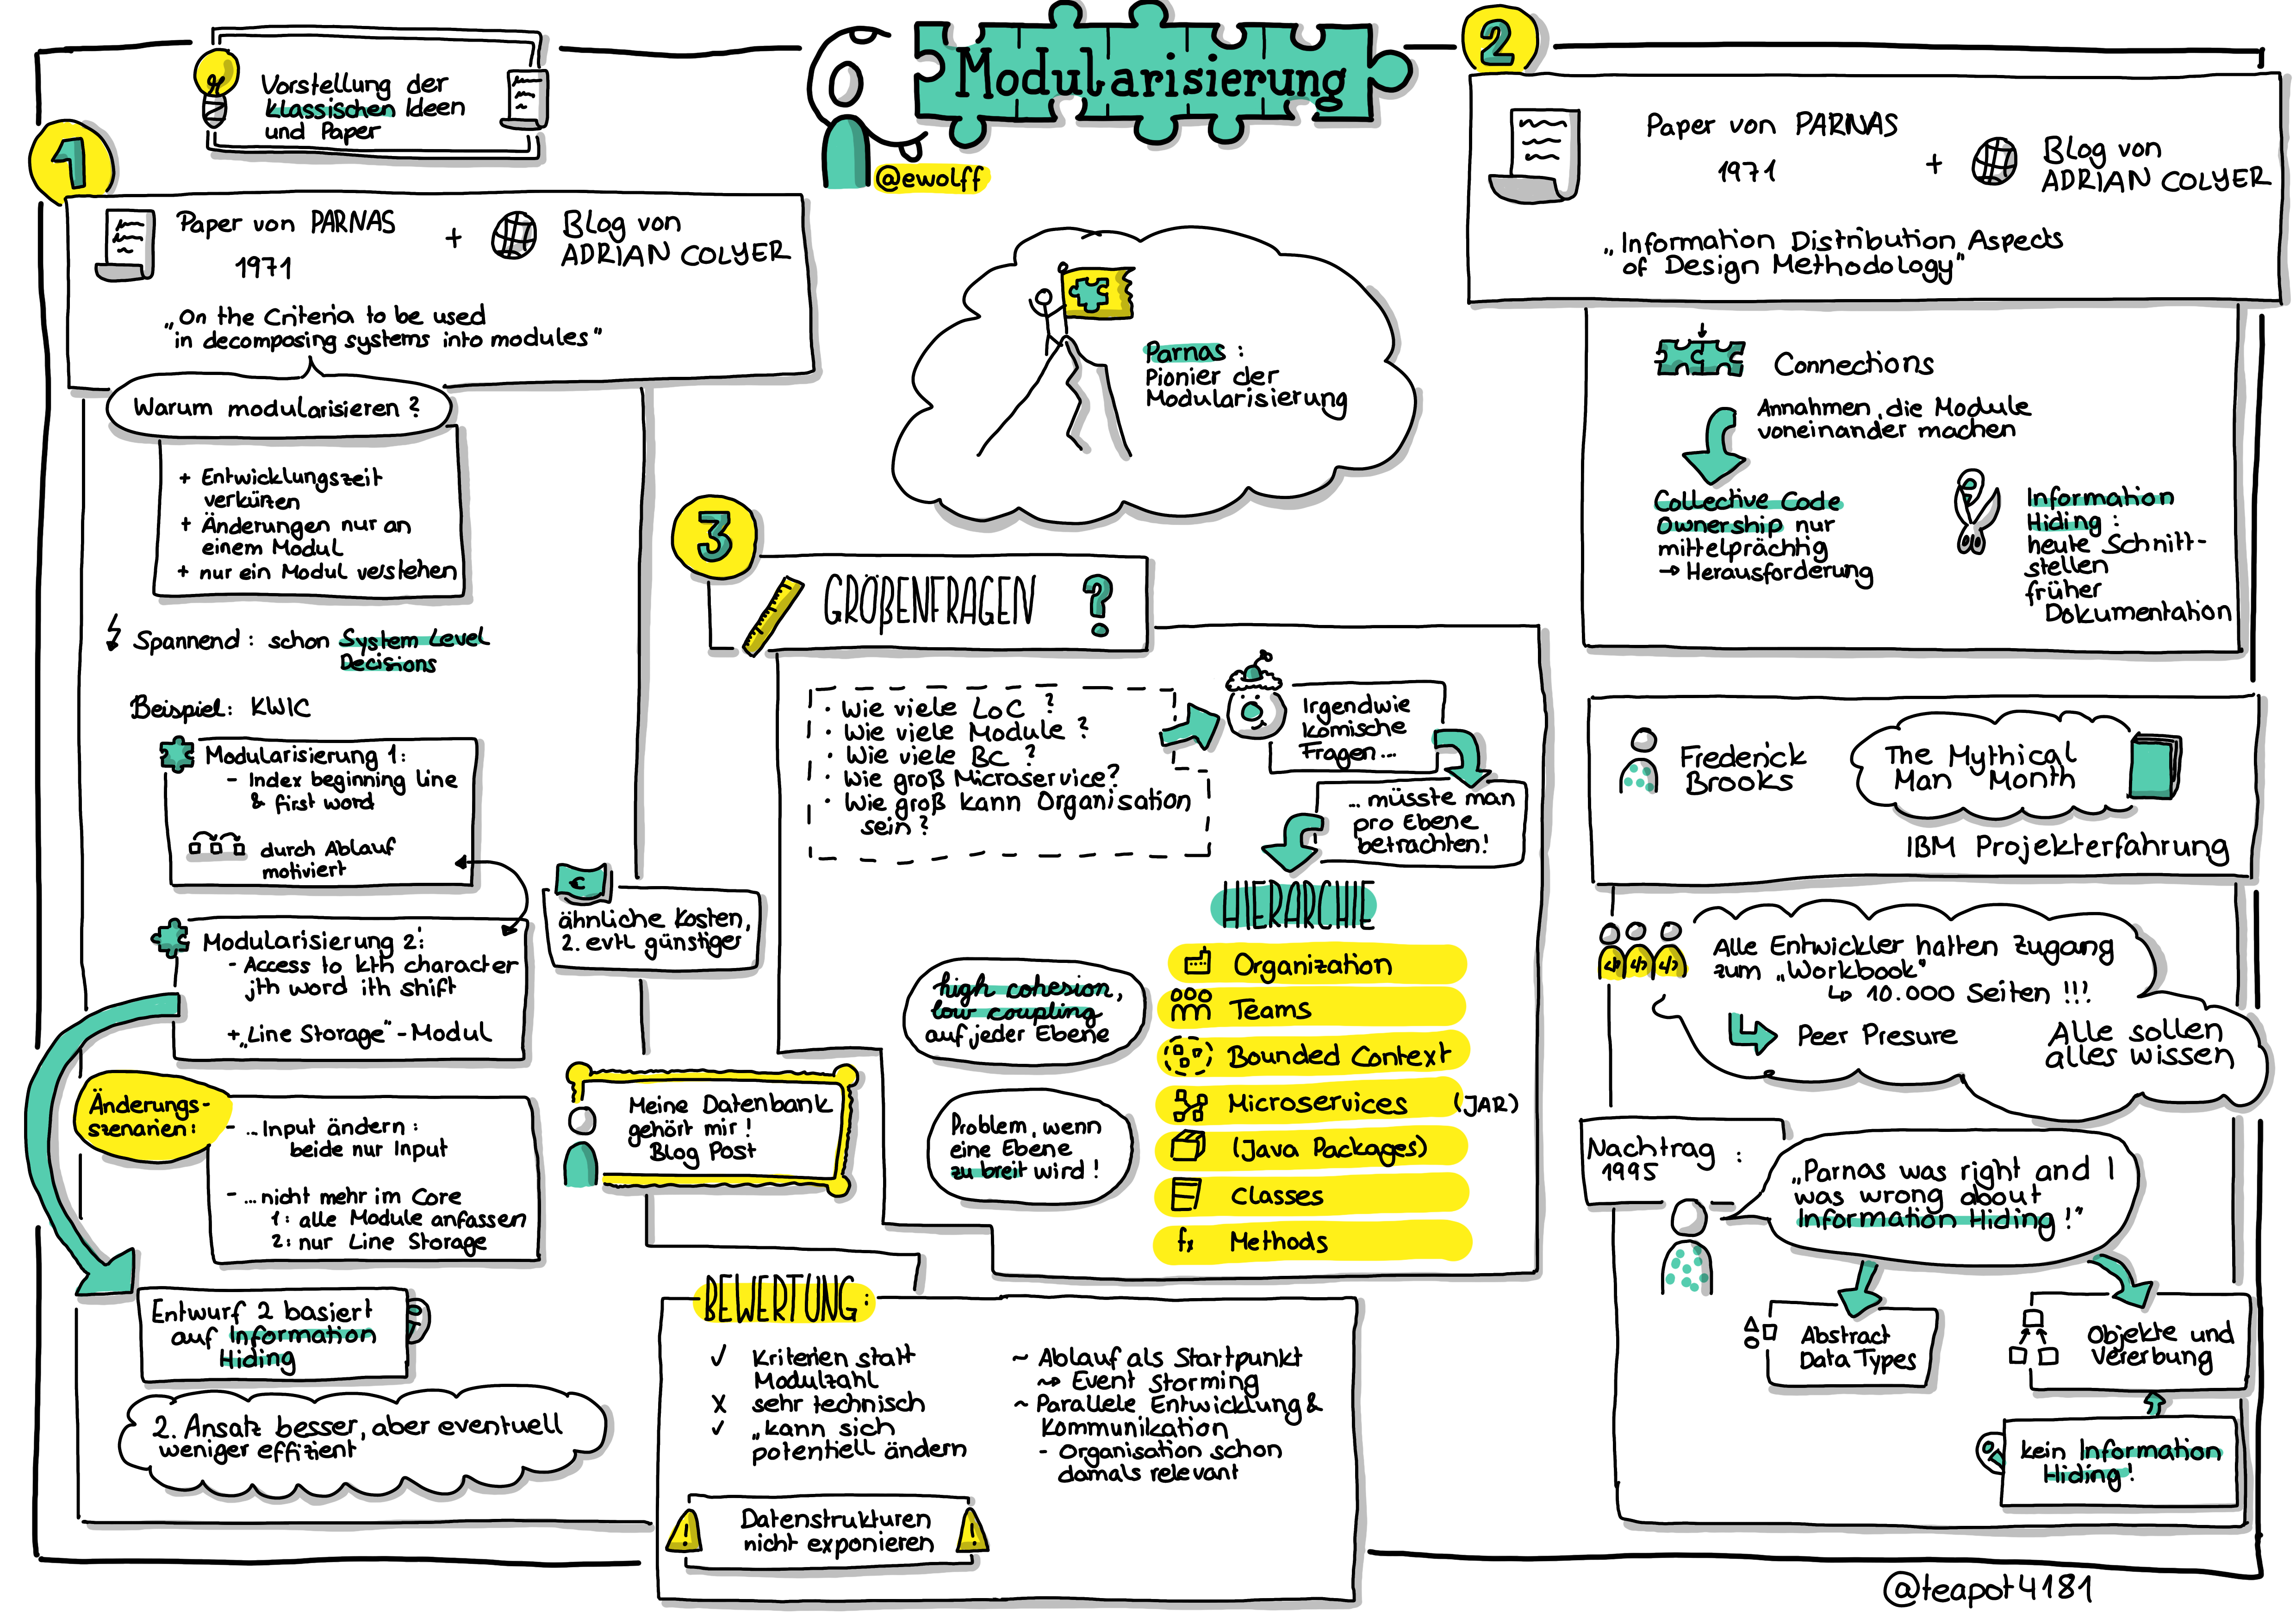 Modularisierung
@ewolff
Vorstellung der
klassischen Ideen
und Paper
1
Paper von PARNAS
1971
+
Blog von
ADRIAN COLYER
„On the Criteria to be used
in decomposing systems into modules"
Warum modularisieren?
+ Entwicklungszeit
verkürzen
+ Änderungen nur an
einem Modul
+ nur ein Modul verstehen
Spannend: schon System Level
Decisions
Beispiel: KWIC
Modularisierung 1:
- Index beginning line
& first word
durch Ablauf
motiviert
Modularisierung 2:
- Access to kth character
jth word ith shift
+ „Line Storage"-Modul
€
ähnliche Kosten,
2. evtl günstiger
Änderungs-
szenarien:
- ... Input ändern:
beide nur Input
- ... nicht mehr im Core
1: alle Module anfassen
2: nur Line Storage
Meine Datenbank
gehört mir!
Blog Post
Entwurf 2 basiert
auf Information
Hiding
2. Ansatz besser, aber eventuell
weniger effizient
BEWERTUNG:
✓ Kriterien statt
Modulzahl
X sehr technisch
✓ „kann sich
potentiell ändern
~ Ablauf als Startpunkt
↝ Event Storming
~ Parallele Entwicklung &
Kommunikation
- Organisation schon
damals relevant
! Datenstrukturen !
nicht exponieren
Parnas:
Pionier der
Modularisierung
2
Paper von PARNAS
1971
+
Blog von
ADRIAN COLYER
„Information Distribution Aspects
of Design Methodology"
Connections
Annahmen, die Module
voneinander machen
Collective Code
Ownership nur
mittelprächtig
→ Herausforderung
Information
Hiding:
heute Schnitt-
stellen
früher
Dokumentation
Frederick
Brooks
The Mythical
Man Month
IBM Projekterfahrung
</> </> </>
Alle Entwickler hatten Zugang
zum „Workbook"
↳ 10.000 Seiten !!!
Peer Presure
Alle sollen
alles wissen
Nachtrag :
1995
„Parnas was right and I
was wrong about
Information Hiding!"
Abstract
Data Types
Objekte und
Vererbung
kein Information
Hiding!
3
GRÖßENFRAGEN ?
· Wie viele LoC ?
· Wie viele Module ?
· Wie viele BC ?
· Wie groß Microservice?
· Wie groß kann Organisation
sein?
Irgendwie
komische
Fragen...
... müsste man
pro Ebene
betrachten!
HIERARCHIE
Organization
Teams
Bounded Context
Microservices (JAR)
(Java Packages)
Classes
fx Methods
high cohesion,
low coupling
auf jeder Ebene
Problem, wenn
eine Ebene
zu breit wird!
@teapot4181